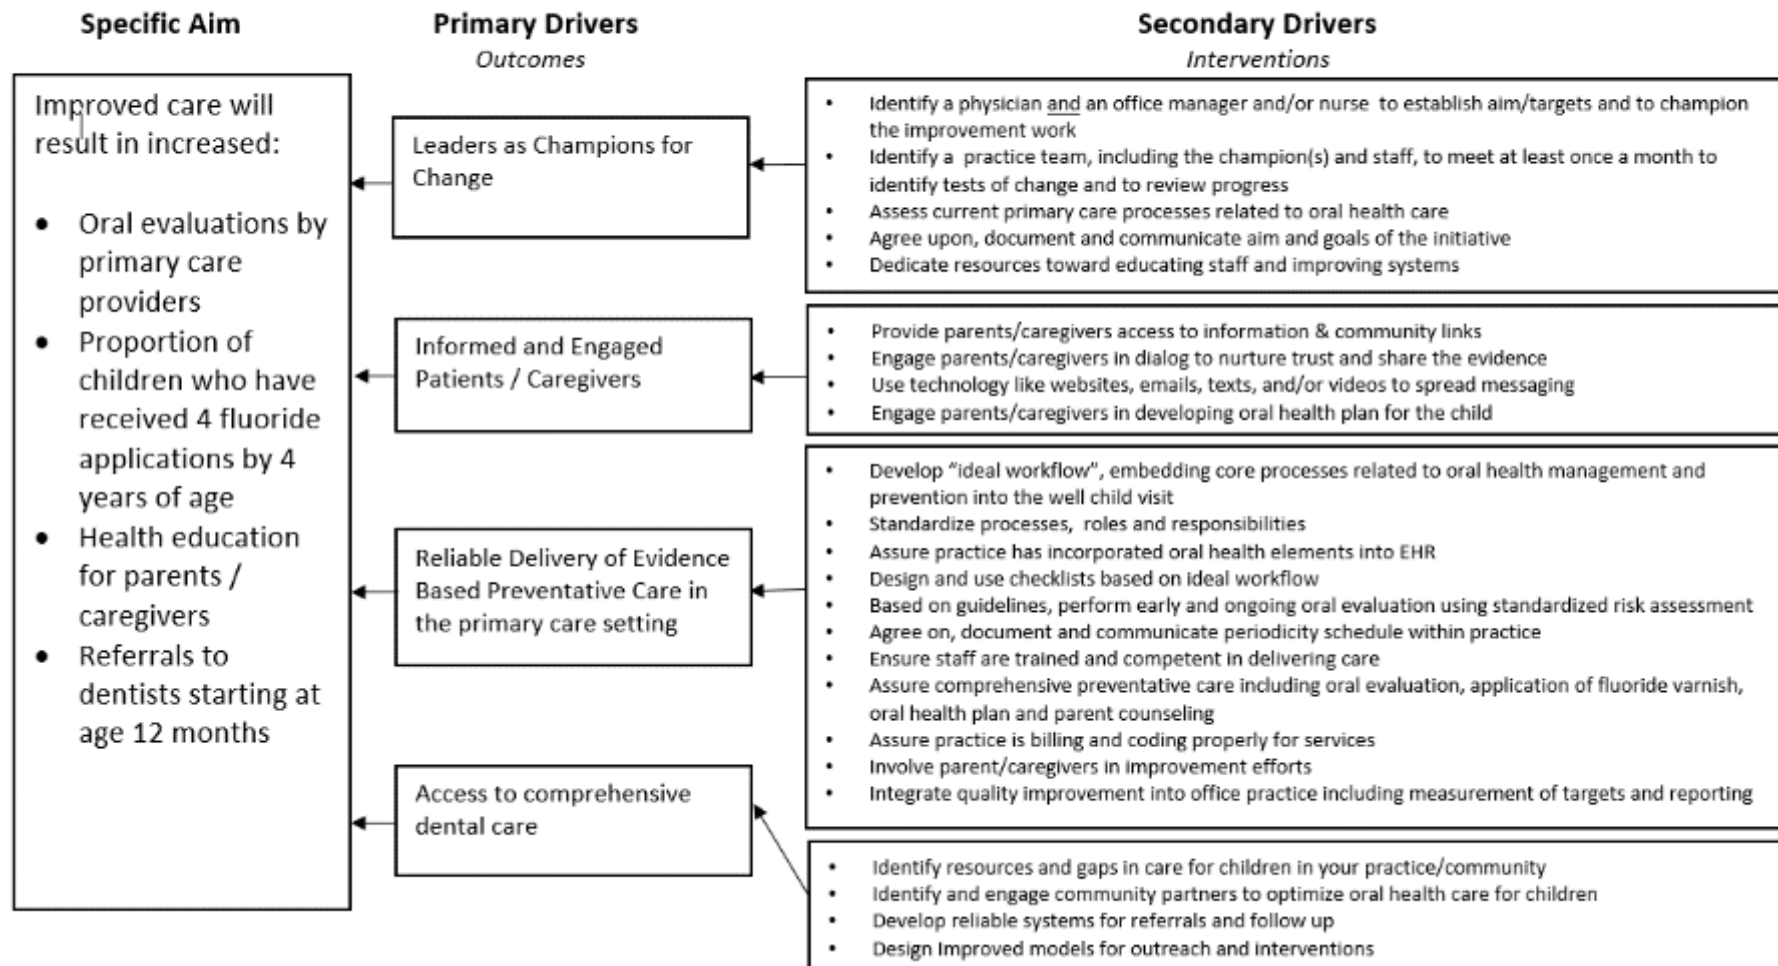 Specific Aim
Primary Drivers
Outcomes
Secondary Drivers
Interventions
Improved care will
result in increased:
• Oral evaluations by
primary care
providers
• Proportion of
children who have
received 4 fluoride
applications by 4
years of age
• Health education
for parents /
caregivers
• Referrals to
dentists starting at
age 12 months
Leaders as Champions for
Change
Informed and Engaged
Patients / Caregivers
Reliable Delivery of Evidence
Based Preventative Care in
the primary care setting
Access to comprehensive
dental care
• Identify a physician and an office manager and/or nurse to establish aim/targets and to champion
the improvement work
• Identify a practice team, including the champion(s) and staff, to meet at least once a month to
identify tests of change and to review progress
• Assess current primary care processes related to oral health care
• Agree upon, document and communicate aim and goals of the initiative
• Dedicate resources toward educating staff and improving systems
• Provide parents/caregivers access to information & community links
• Engage parents/caregivers in dialog to nurture trust and share the evidence
• Use technology like websites, emails, texts, and/or videos to spread messaging
• Engage parents/caregivers in developing oral health plan for the child
• Develop “ideal workflow”, embedding core processes related to oral health management and
prevention into the well child visit
• Standardize processes, roles and responsibilities
• Assure practice has incorporated oral health elements into EHR
• Design and use checklists based on ideal workflow
• Based on guidelines, perform early and ongoing oral evaluation using standardized risk assessment
• Agree on, document and communicate periodicity schedule within practice
• Ensure staff are trained and competent in delivering care
• Assure comprehensive preventative care including oral evaluation, application of fluoride varnish,
oral health plan and parent counseling
• Assure practice is billing and coding properly for services
• Involve parent/caregivers in improvement efforts
• Integrate quality improvement into office practice including measurement of targets and reporting
• Identify resources and gaps in care for children in your practice/community
• Identify and engage community partners to optimize oral health care for children
• Develop reliable systems for referrals and follow up
• Design Improved models for outreach and interventions